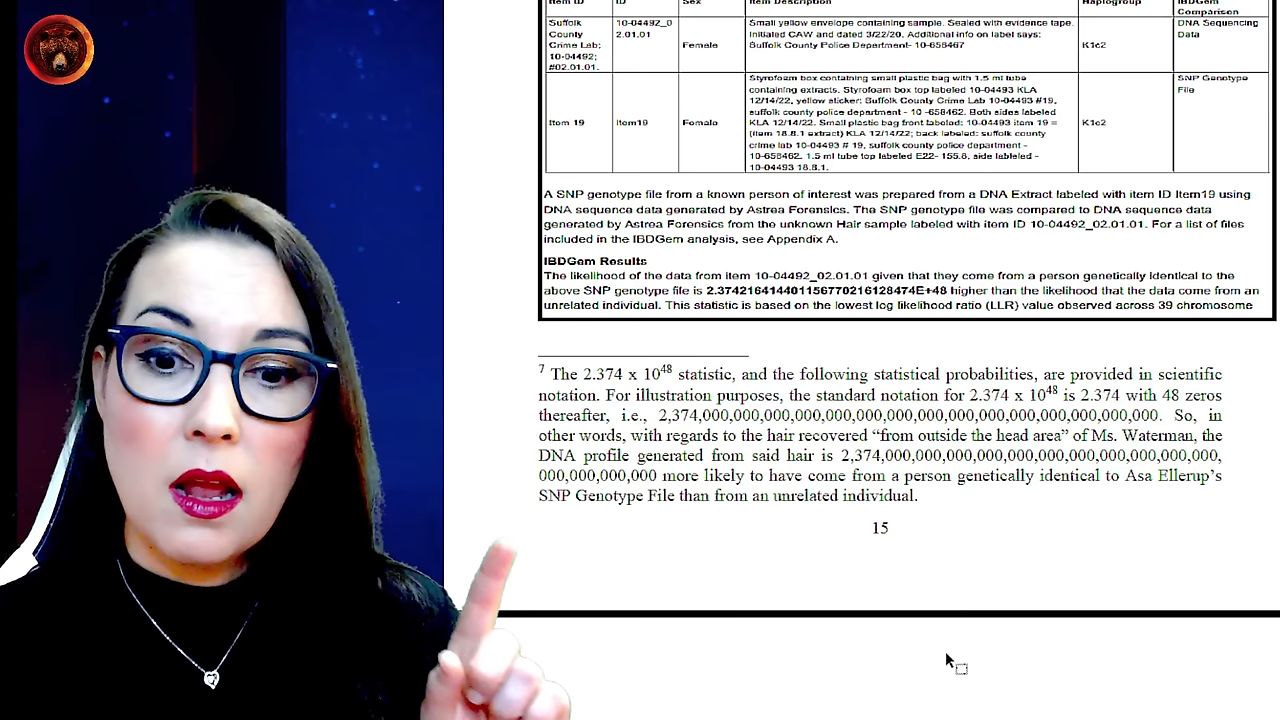 Item ID ID Sex Item Description Haplogroup IBDGem Comparison
Suffolk County Crime Lab; 10-04492; #02.01.01.
10-04492_0 2.01.01
Female
Small yellow envelope containing sample. Sealed with evidence tape.
Initialed CAW and dated 3/22/20. Additional info on label says:
Suffolk County Police Department- 10-658467
K1c2
DNA Sequencing Data
Item 19
Item19
Female
Styrofoam box containing small plastic bag with 1.5 ml tube
containing extracts. Styrofoam box top labeled 10-04493 KLA
12/14/22, yellow sticker: Suffolk County Crime Lab 10-04493 #19,
suffolk county police department - 10 -658462. Both sides labeled
KLA 12/14/22. Small plastic bag front labeled: 10-04493 item 19 =
(item 18.8.1 extract) KLA 12/14/22; back labeled: suffolk county
crime lab 10-04493 # 19, suffolk county police department -
10-658462. 1.5 ml tube top labeled E22- 155.8, side lableled -
10-04493 18.8.1.
K1c2
SNP Genotype File
A SNP genotype file from a known person of interest was prepared from a DNA Extract labeled with item ID Item19 using
DNA sequence data generated by Astrea Forensics. The SNP genotype file was compared to DNA sequence data
generated by Astrea Forensics from the unknown Hair sample labeled with item ID 10-04492_02.01.01. For a list of files
included in the IBDGem analysis, see Appendix A.
IBDGem Results
The likelihood of the data from item 10-04492_02.01.01 given that they come from a person genetically identical to the
above SNP genotype file is 2.37421641440115677021612847​4E+48 higher than the likelihood that the data come from an
unrelated individual. This statistic is based on the lowest log likelihood ratio (LLR) value observed across 39 chromosome
7 The 2.374 x 10^48 statistic, and the following statistical probabilities, are provided in scientific
notation. For illustration purposes, the standard notation for 2.374 x 10^48 is 2.374 with 48 zeros
thereafter, i.e., 2,374,000,000,000,000,000,000,000,000,000,000,000,000,000,000,000. So, in
other words, with regards to the hair recovered “from outside the head area” of Ms. Waterman, the
DNA profile generated from said hair is 2,374,000,000,000,000,000,000,000,000,000,000,000,
000,000,000,000 more likely to have come from a person genetically identical to Asa Ellerup’s
SNP Genotype File than from an unrelated individual.
15